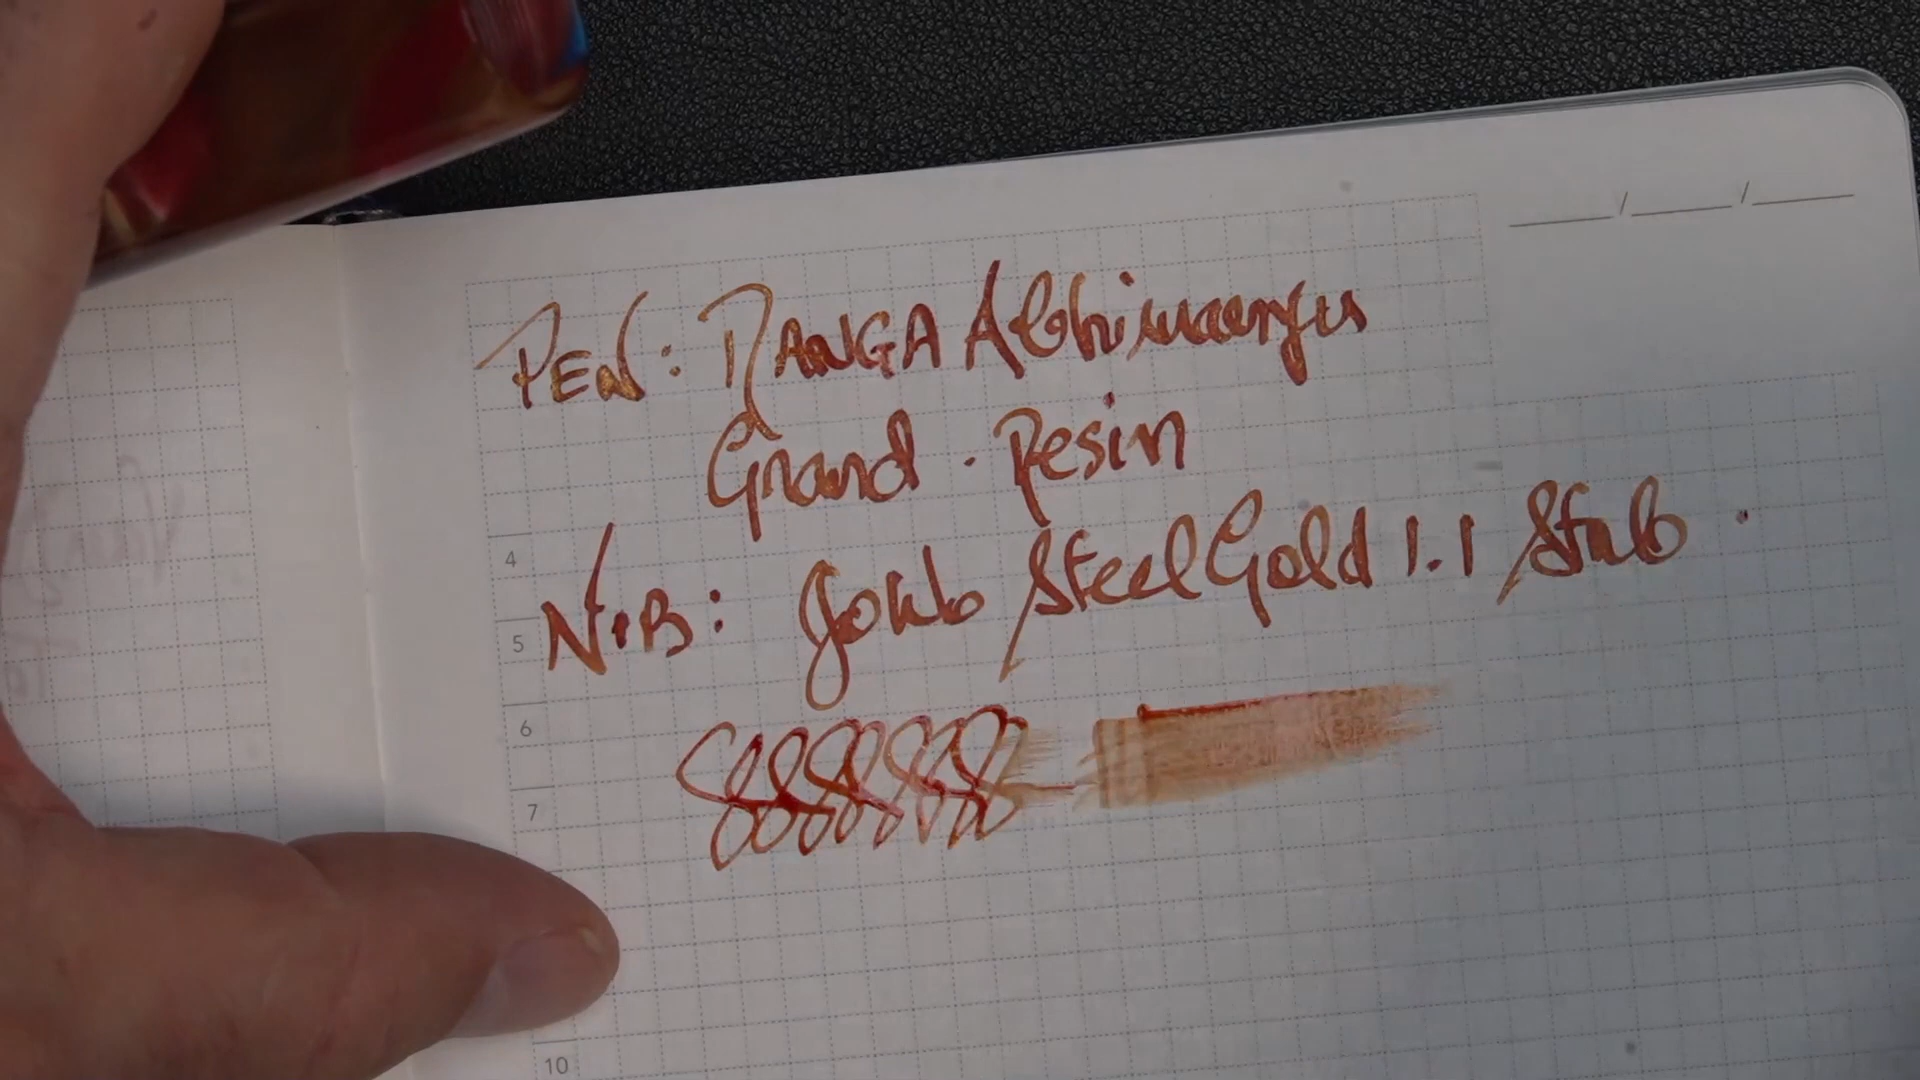 PEN: RANGA Abhimanyu
Grand . Resin
4
NiB: JoWo Steel Gold 1.1 Stub .
5
6
7
10